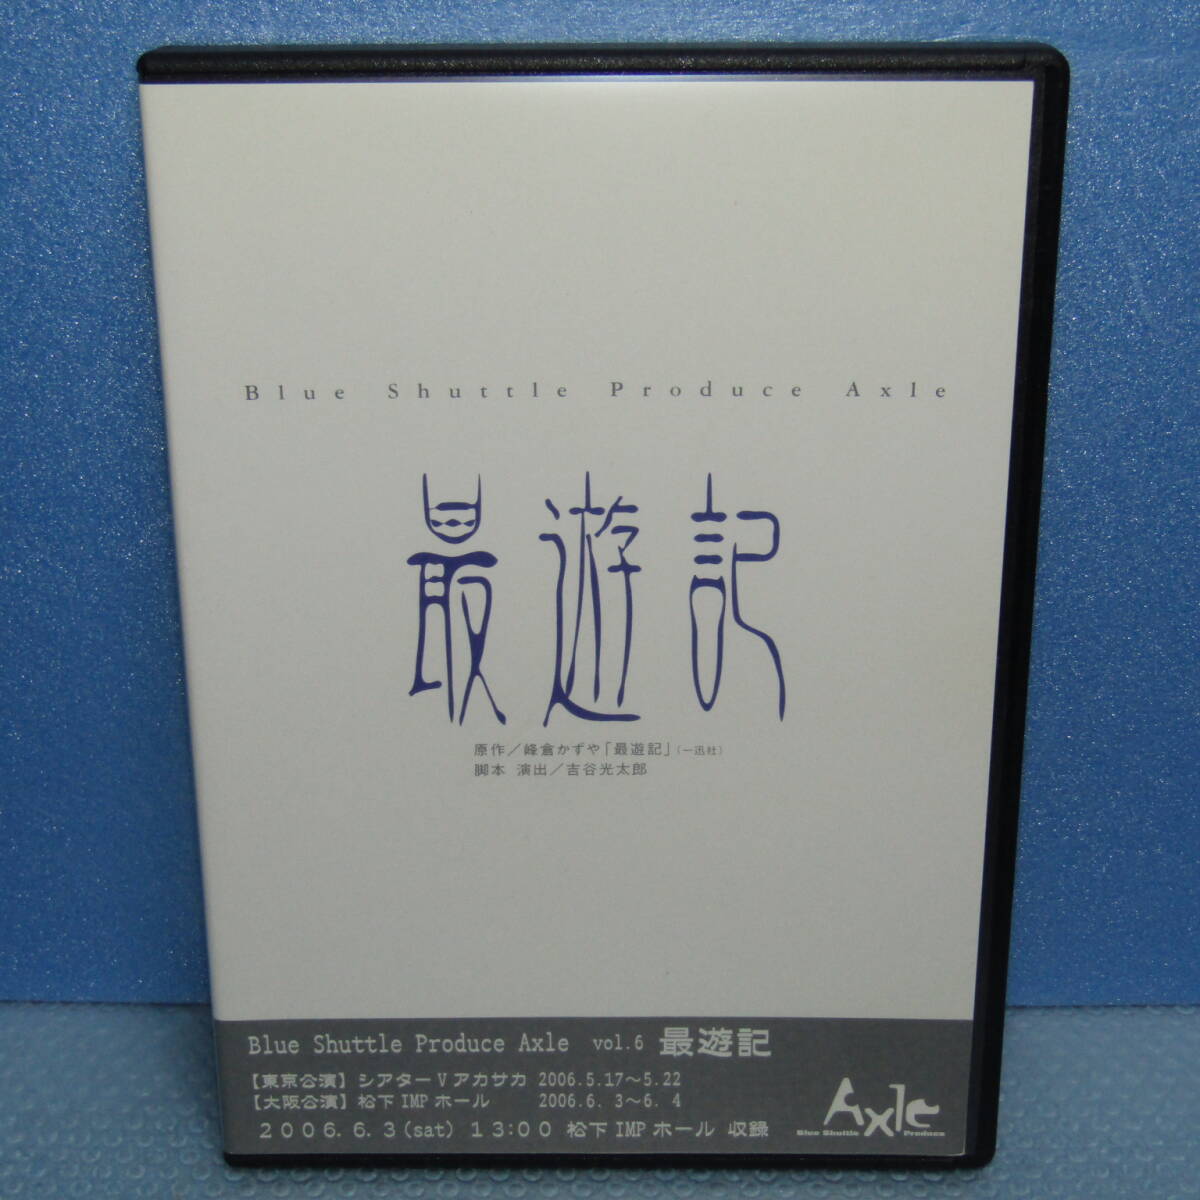 Blue Shuttle Produce Axle
最遊記
原作／峰倉かずや「最遊記」（一迅社）
脚本 演出／吉谷光太郎
Blue Shuttle Produce Axle vol.6 最遊記
【東京公演】シアターVアカサカ 2006.5.17～5.22
【大阪公演】松下IMPホール 2006.6. 3～6. 4
2006.6.3(sat) 13:00 松下IMPホール 収録
Axle
Blue Shuttle Produce